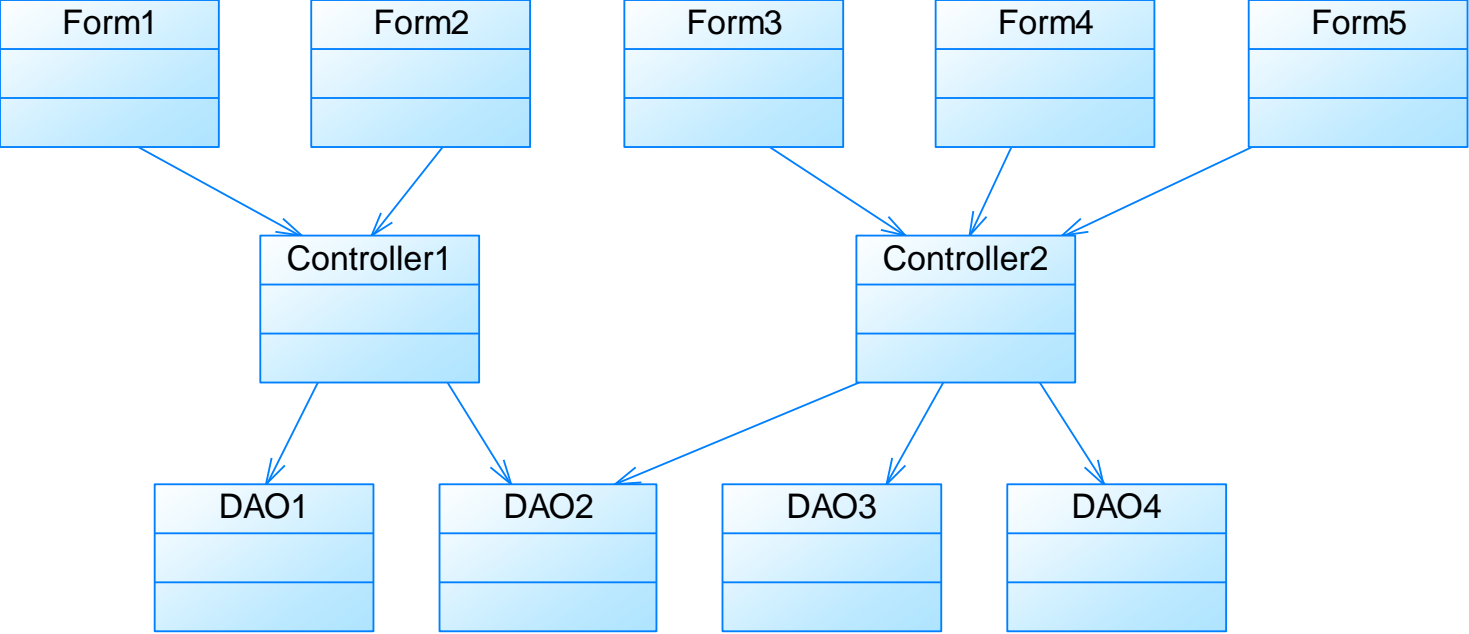 Form1
Form2
Form3
Form4
Form5
Controller1
Controller2
DAO1
DAO2
DAO3
DAO4